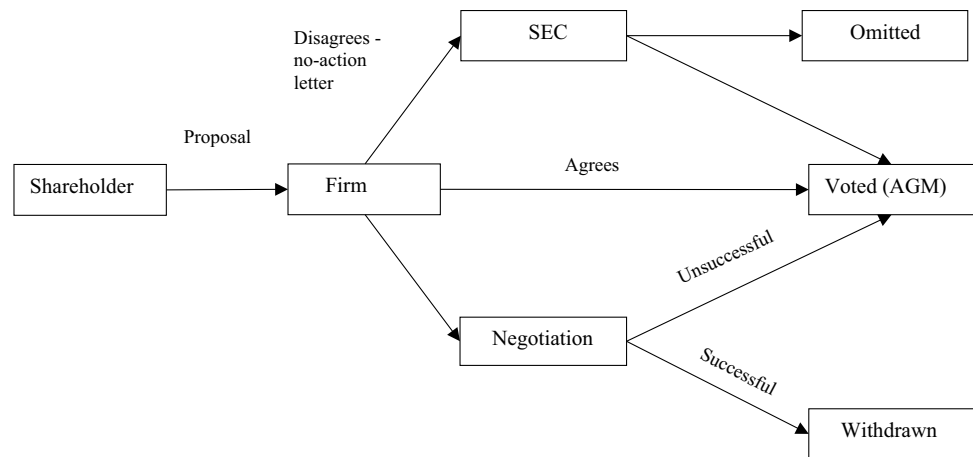 Disagrees -
no-action
letter
SEC
Omitted
Proposal
Shareholder
Firm
Agrees
Voted (AGM)
Unsuccessful
Negotiation
Successful
Withdrawn